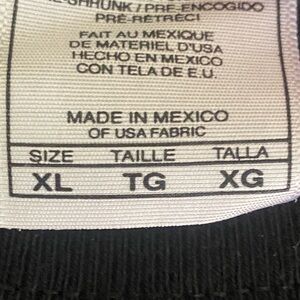 E-SHRUNK / PRE-ENCOGIDO
PRÉ-RÉTRÉCI
FAIT AU MEXIQUE
DE MATERIEL D'USA
HECHO EN MEXICO
CON TELA DE E.U.
MADE IN MEXICO
OF USA FABRIC
SIZE TAILLE TALLA
XL TG XG